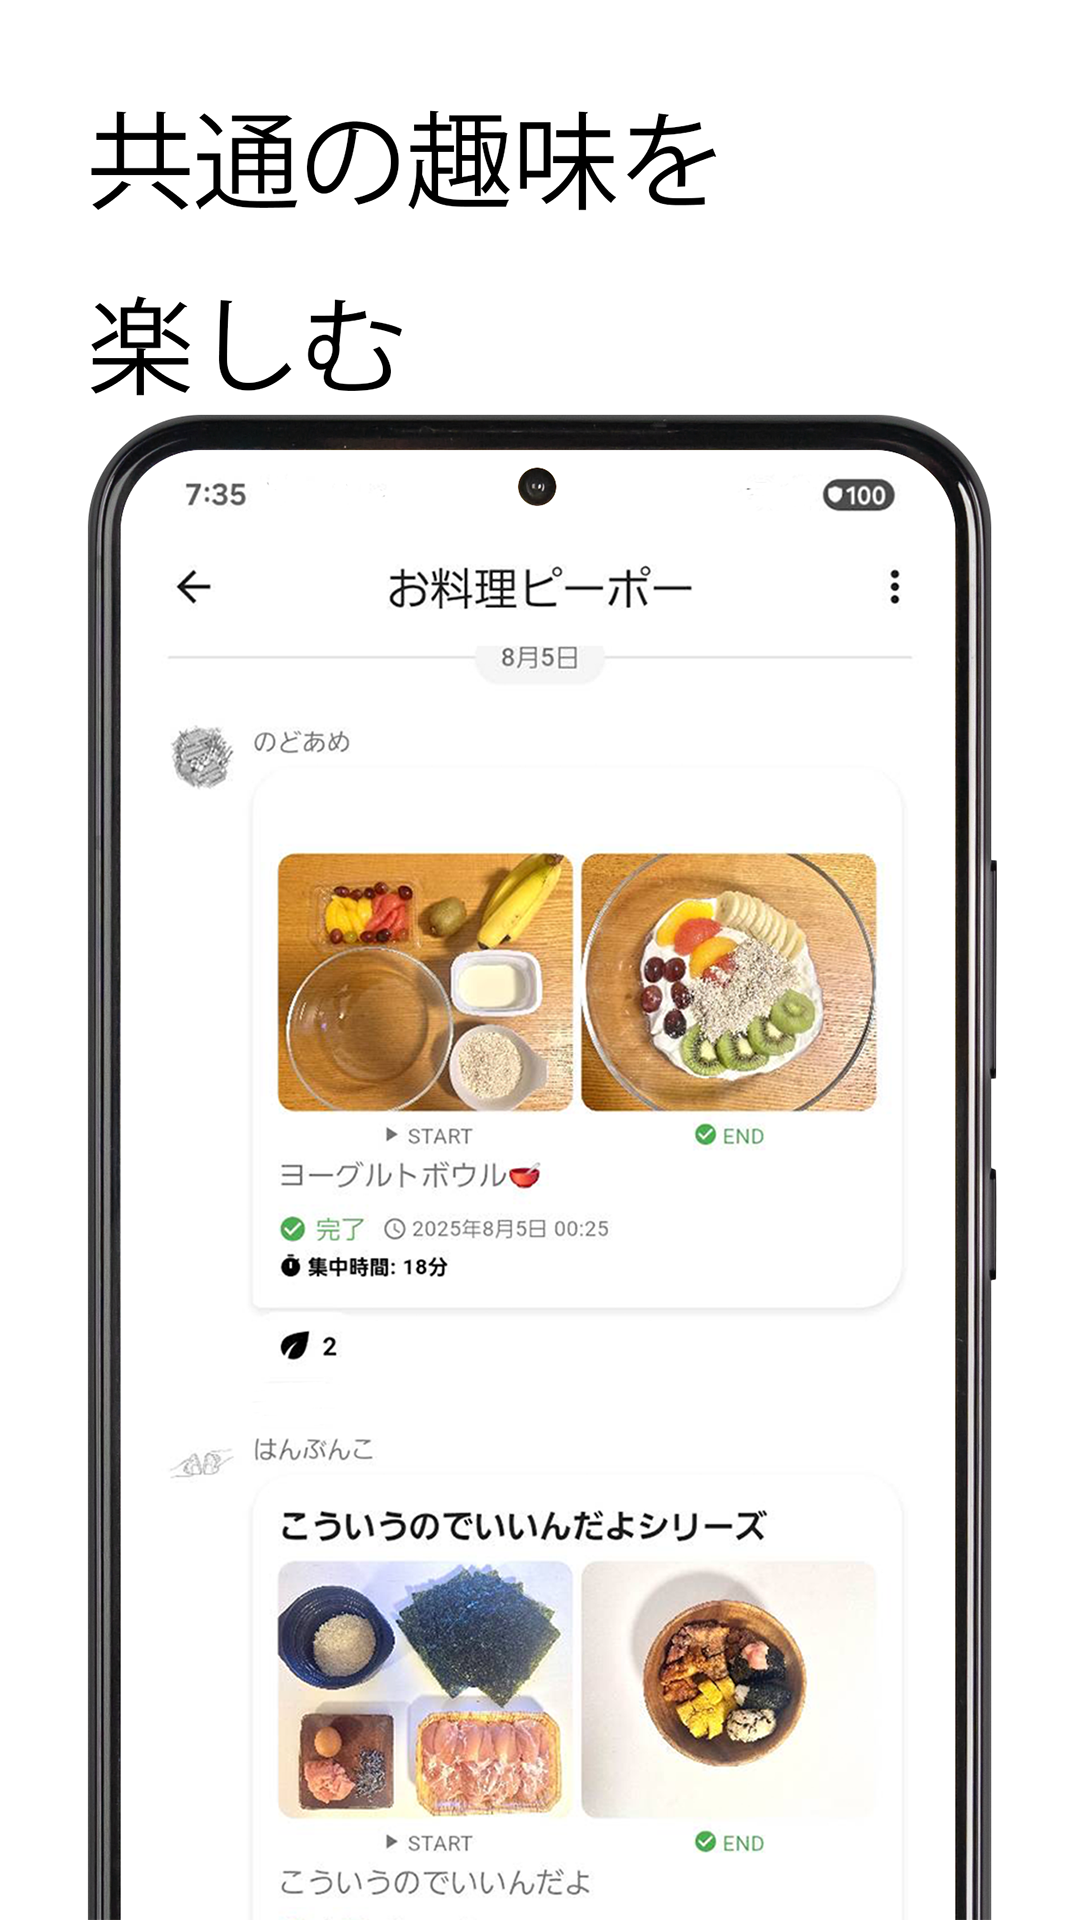 共通の趣味を
楽しむ
7:35
100
お料理ピーポー
8月5日
のどあめ
START
END
ヨーグルトボウル🥣
完了 2025年8月5日 00:25
集中時間: 18分
2
はんぶんこ
こういうのでいいんだよシリーズ
START
END
こういうのでいいんだよ